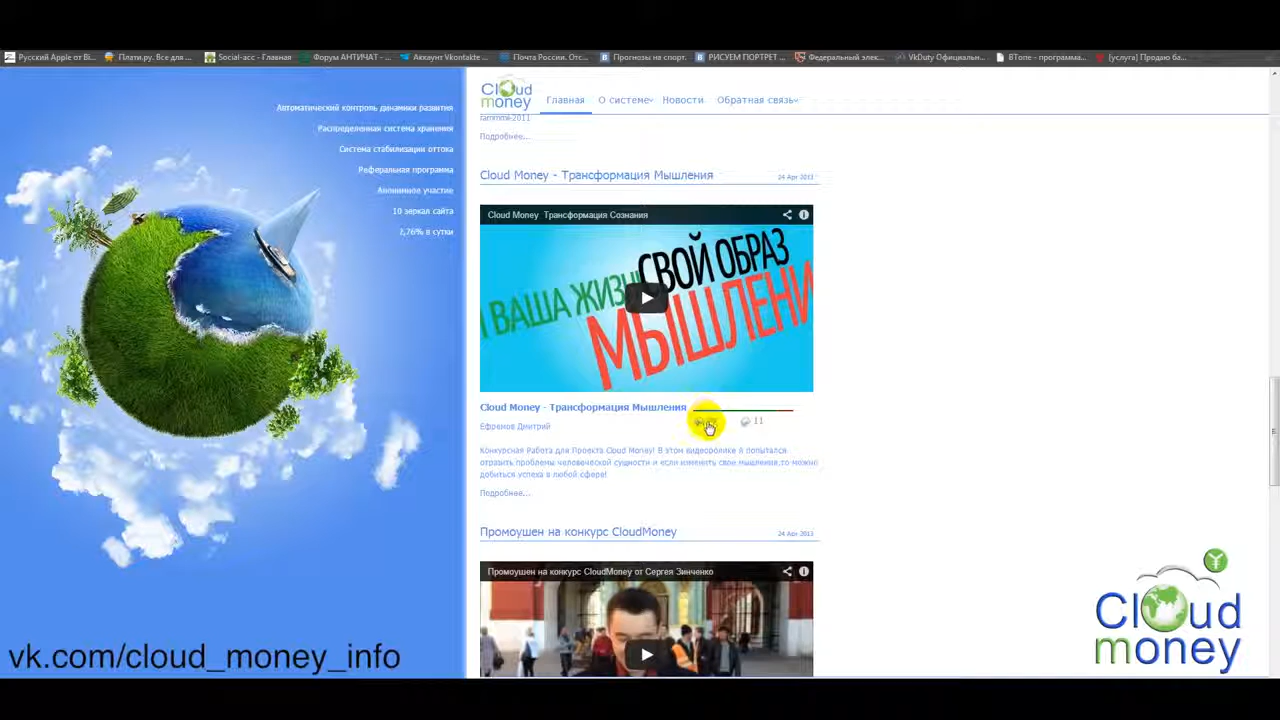 Русский Apple от Bi...
Плати.ру. Все для ...
Social-acc - Главная
Форум АНТИЧАТ - ...
Аккаунт Vkontakte ...
Почта России. Отс...
Прогнозы на спорт.
РИСУЕМ ПОРТРЕТ ...
Федеральный элек...
VkDuty Официальн...
ВТопе - программа...
[услуга] Продаю ба...
Автоматический контроль динамики развития
Распределенная система хранения
Система стабилизации оттока
Реферальная программа
Анонимное участие
10 зеркал сайта
2,76% в сутки
Cloud money
Главная
О системе
Новости
Обратная связь
Подробнее...
Cloud Money - Трансформация Мышления
24 Apr 2013
Cloud Money Трансформация Сознания
ВАША ЖИЗН
СВОЙ ОБРАЗ
МЫШЛЕНИ
Cloud Money - Трансформация Мышления
11
Ефремов Дмитрий
Конкурсная Работа для Проекта Cloud Money! В этом видеоролике я попытался
отразить проблемы человеческой сущности и если изменить свое мышления,то можно
добиться успеха в любой сфере!
Подробнее...
Промоушен на конкурс CloudMoney
24 Apr 2013
Промоушен на конкурс CloudMoney от Сергея Зинченко
vk.com/cloud_money_info
Cloud
money